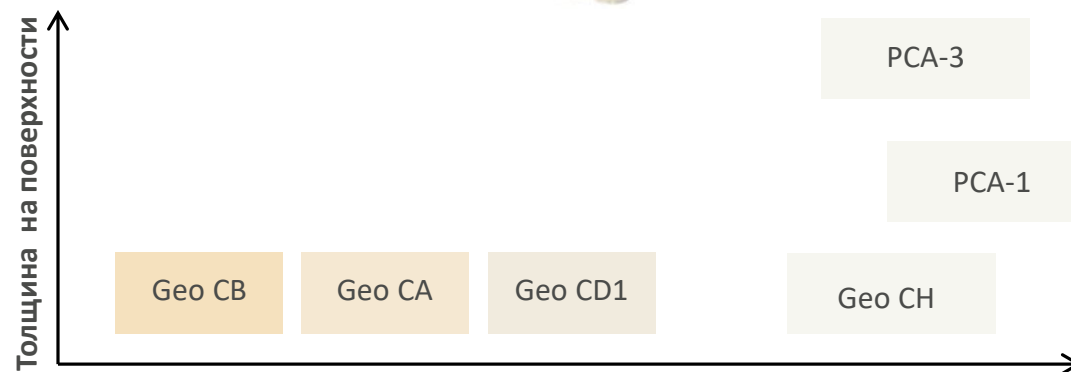 Толщина на поверхности
PCA-3
PCA-1
Geo CB
Geo CA
Geo CD1
Geo CH